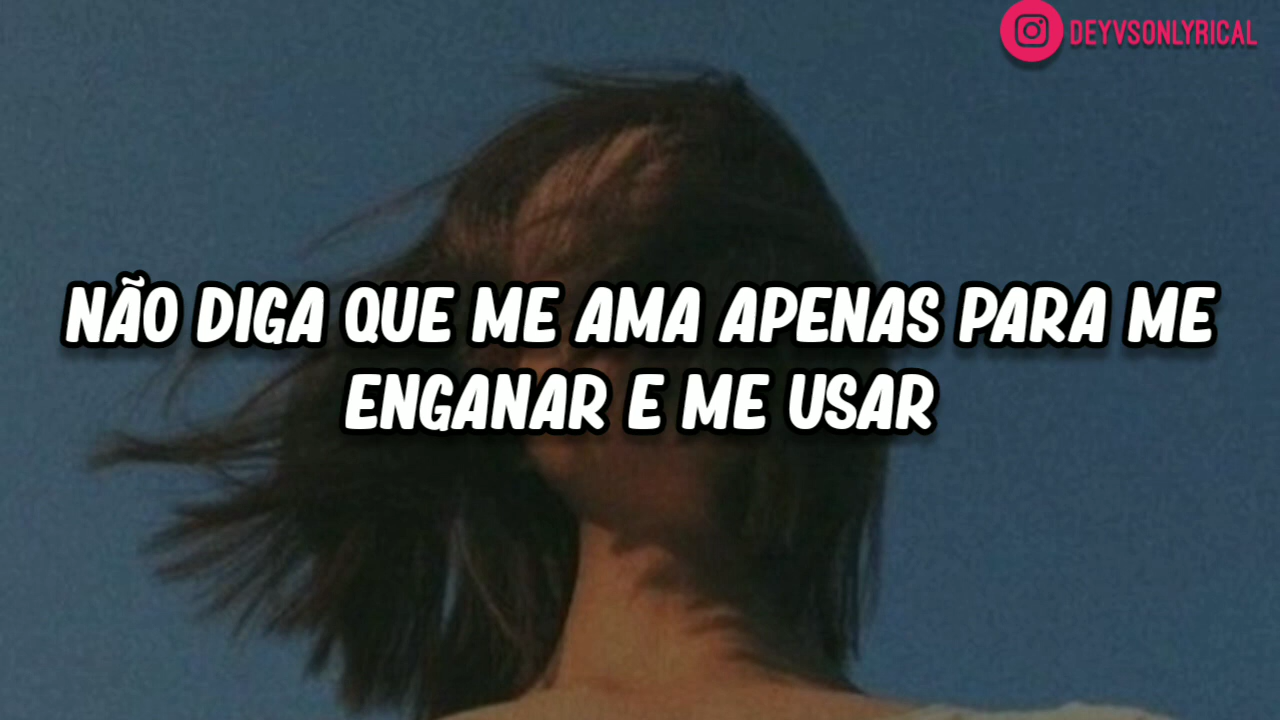 DEYVSONLYRICAL
NÃO DIGA QUE ME AMA APENAS PARA ME
ENGANAR E ME USAR